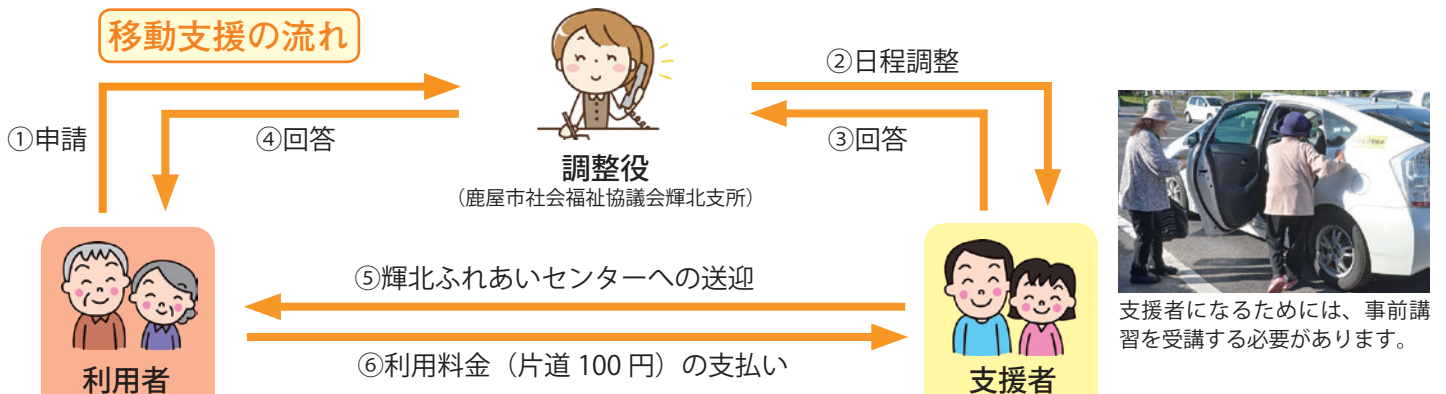 移動支援の流れ
①申請
④回答
②日程調整
③回答
調整役
（鹿屋市社会福祉協議会輝北支所）
⑤輝北ふれあいセンターへの送迎
⑥利用料金（片道 100 円）の支払い
利用者
支援者
支援者になるためには、事前講
習を受講する必要があります。